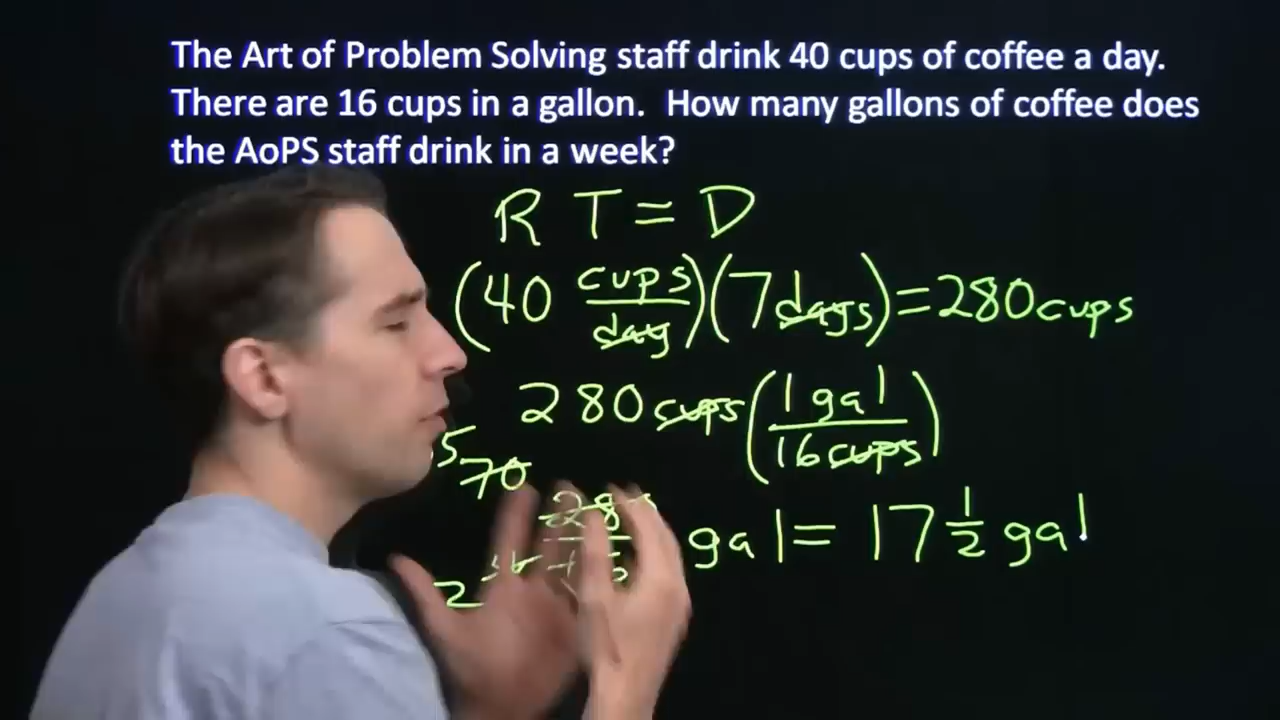 The Art of Problem Solving staff drink 40 cups of coffee a day.
There are 16 cups in a gallon. How many gallons of coffee does
the AoPS staff drink in a week?
R T = D
(40 cups/day)(7 days) = 280 cups
280 cups (1 gal/16 cups)
5 70
gal = 17 1/2 gal
2